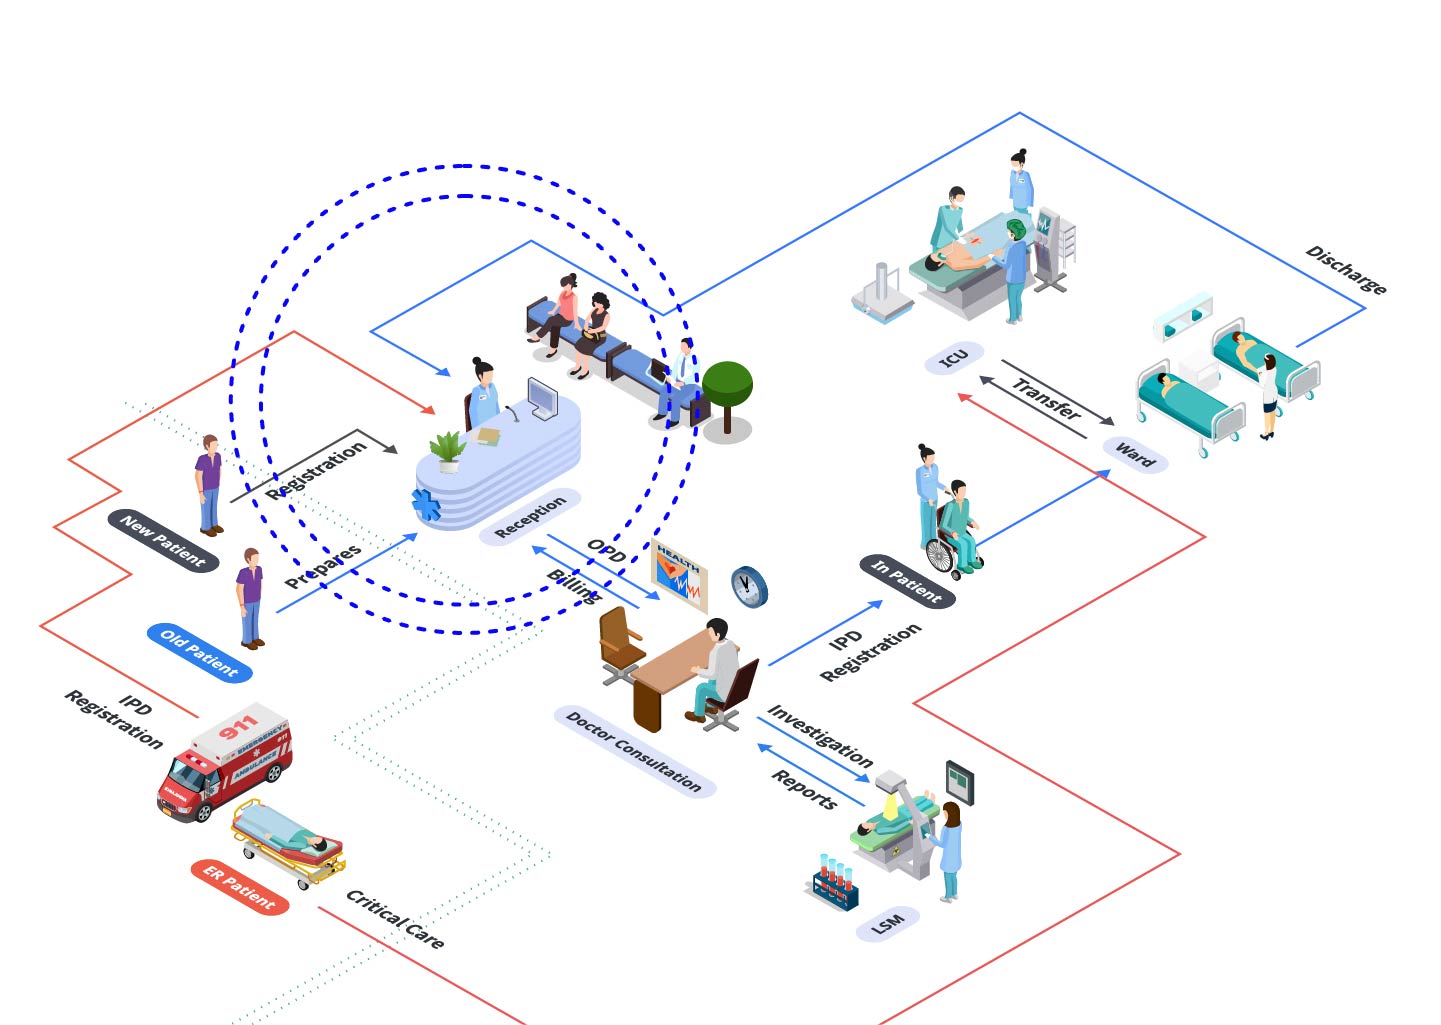 Discharge
ICU
Transfer
Ward
Registration
New Patient
Reception
Prepares
OPD
Billing
HEALTH
In Patient
Old Patient
IPD
Registration
IPD
Registration
911
EMERGENCY
911
AMBULANCE
Doctor Consultation
Investigation
Reports
ER Patient
Critical Care
LSM